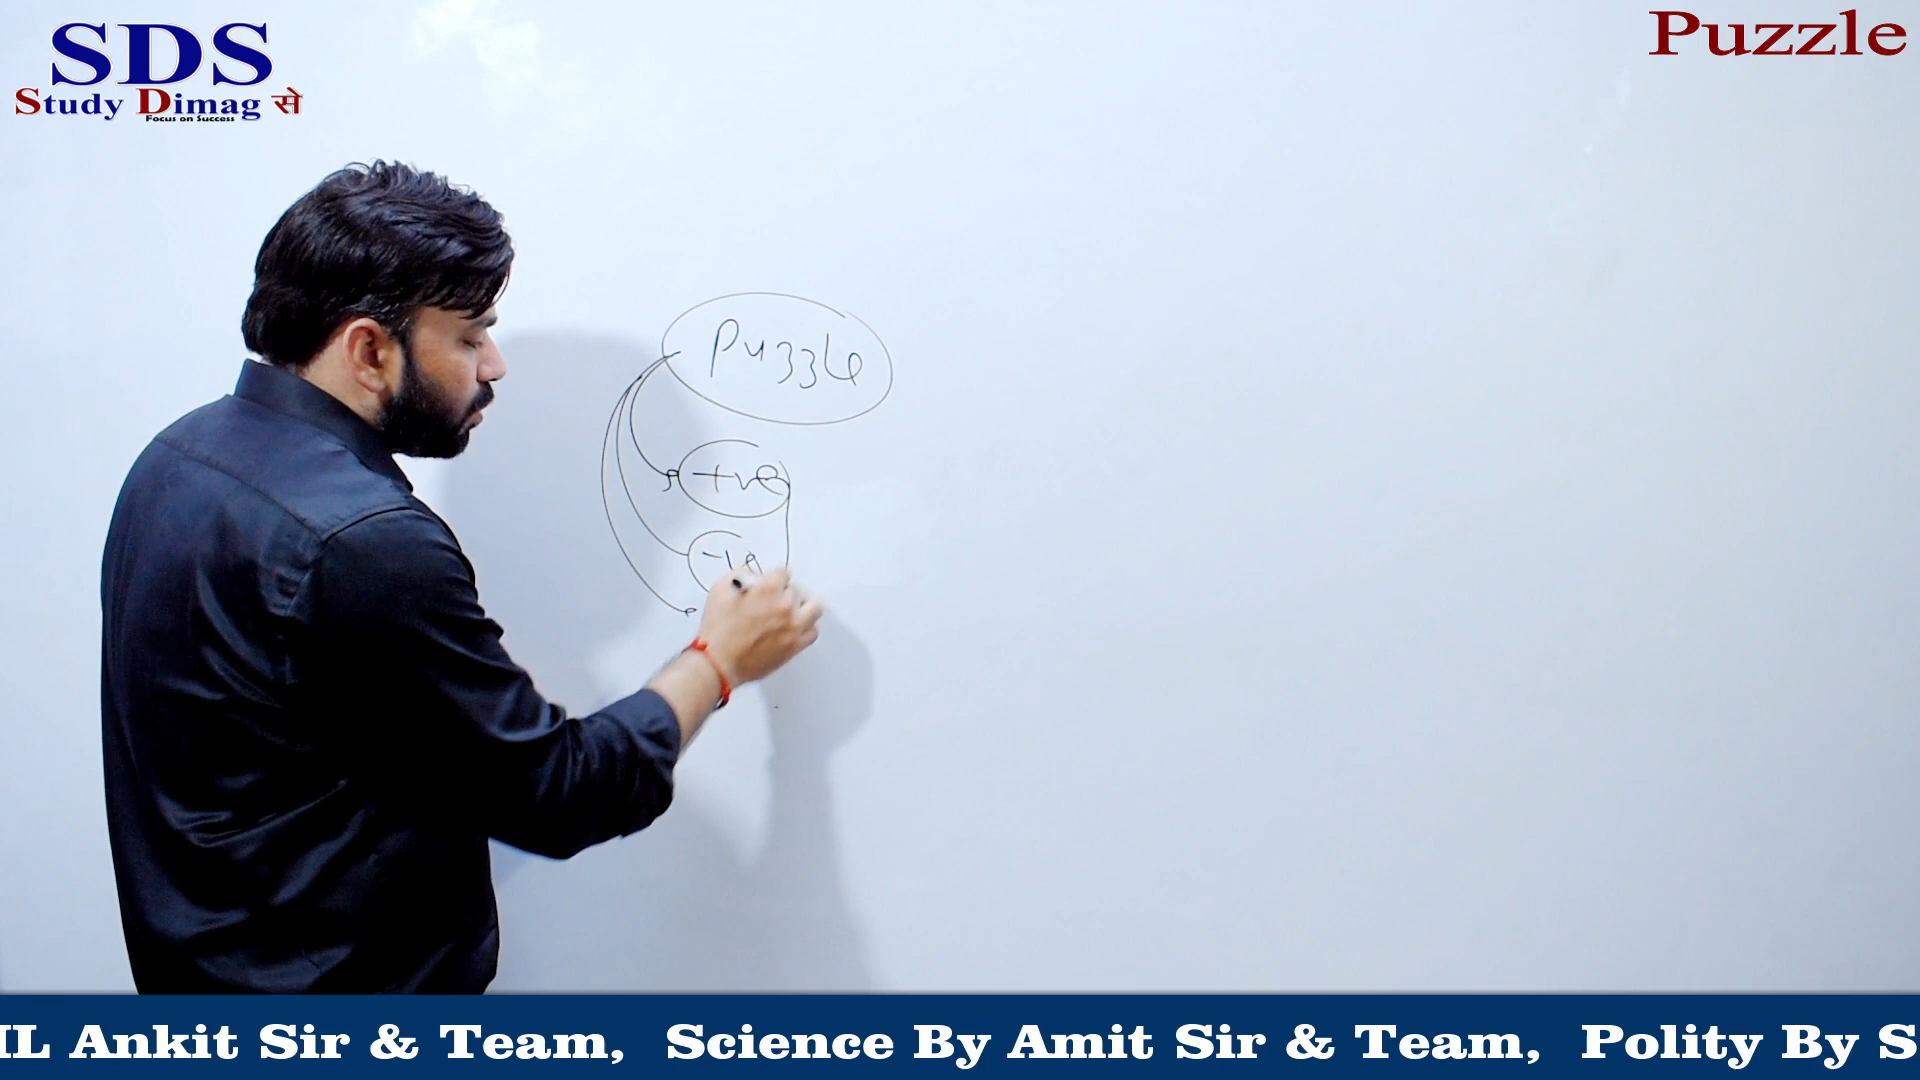 SDS
Study Dimag से
Focus on Success
Puzzle
Puzzle
+ve
-ve
IL Ankit Sir & Team, Science By Amit Sir & Team, Polity By S